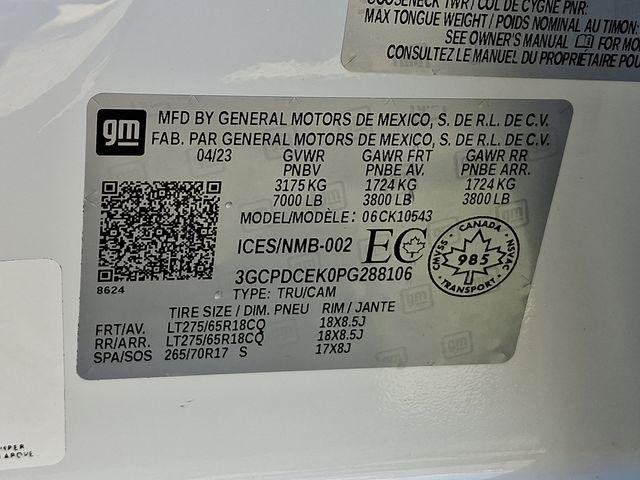 GOOSENECK TWR / COL DE CYGNE PNR:
MAX TONGUE WEIGHT / POIDS NOMINAL AU TIMON:
SEE OWNER'S MANUAL FOR MO
CONSULTEZ LE MANUEL DU PROPRIÉTAIRE POU
gm
MFD BY GENERAL MOTORS DE MEXICO, S. DE R.L. DE C.V.
FAB. PAR GENERAL MOTORS DE MEXICO, S. DE R.L. DE C.V.
04/23 GVWR GAWR FRT GAWR RR
PNBV PNBE AV. PNBE ARR.
3175 KG 1724 KG 1724 KG
7000 LB 3800 LB 3800 LB
MODEL/MODÈLE: 06CK10543
ICES/NMB-002 EC
CANADA CMVSS NSVAC 985 TRANSPORT
3GCPDCEK0PG288106
8624
TYPE: TRU/CAM
TIRE SIZE / DIM. PNEU RIM / JANTE
FRT/AV. LT275/65R18CQ 18X8.5J
RR/ARR. LT275/65R18CQ 18X8.5J
SPA/SOS 265/70R17 S 17X8J
ABOVE